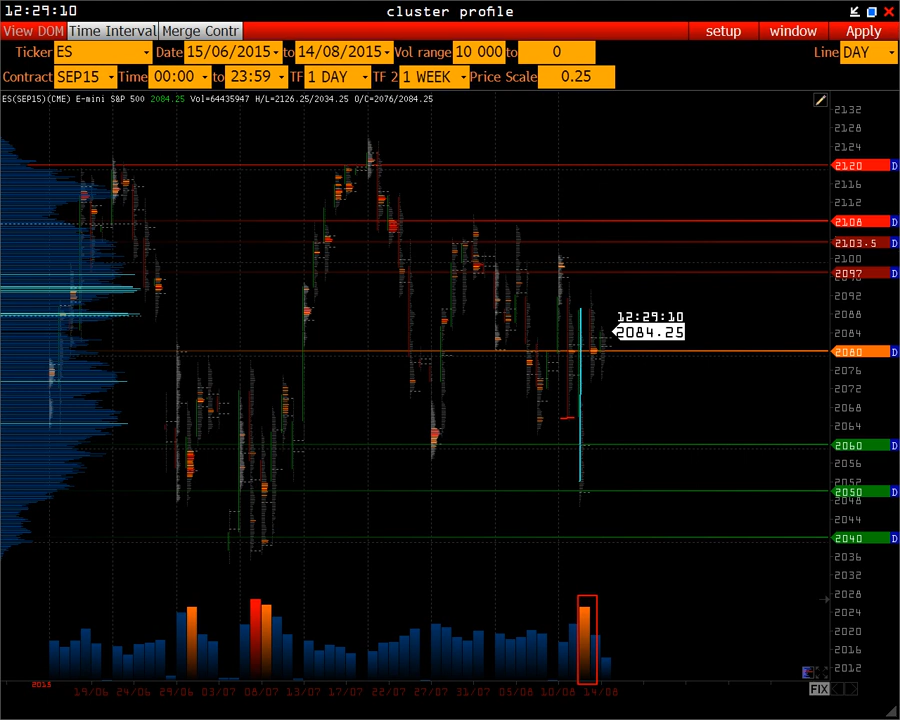 12:29:10 cluster profile
View DOM Time Interval Merge Contr setup window Apply
Ticker ES Date 15/06/2015 to 14/08/2015 Vol range 10 000 to 0 Line DAY
Contract SEP15 Time 00:00 to 23:59 TF 1 DAY TF 2 1 WEEK Price Scale 0.25
ES(SEP15)(CME) E-mini S&P 500 2084.25 Vol=64435947 H/L=2126.25/2034.25 O/C=2076/2084.25
2132
2128
2124
2120 D
2116
2112
2108 D
2103.5 D
2100
2097 D
2092
2088
12:29:10
2084.25
2084
2080 D
2076
2072
2068
2064
2060 D
2056
2052
2050 D
2048
2044
2040 D
2036
2032
2028
2024
2020
2016
2012
2015 19/06 24/06 29/06 03/07 08/07 13/07 17/07 22/07 27/07 31/07 05/08 10/08 14/08
FIX